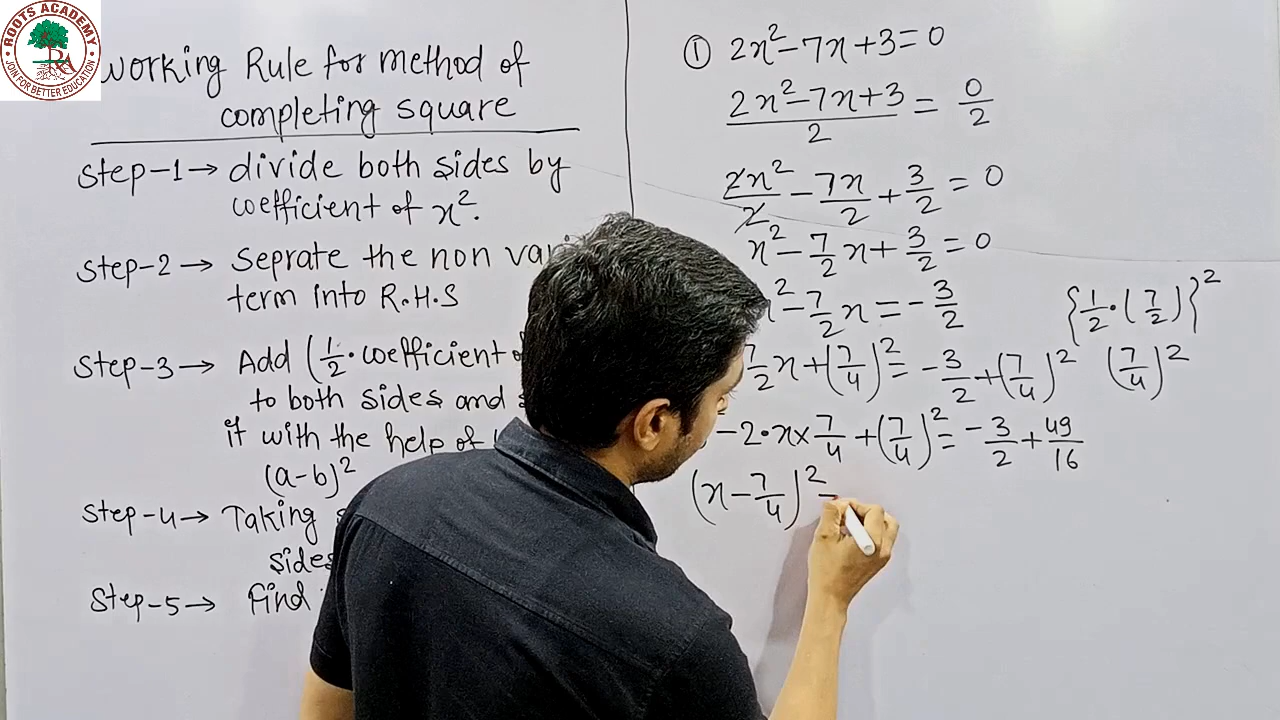 ROOTS ACADEMY
JOIN FOR BETTER EDUCATION
Working Rule for method of
completing square
Step-1→ divide both sides by
coefficient of x².
Step-2→ Seprate the non
term into R.H.S
Step-3→ Add (1/2·coefficient
to both sides and
it with the help of
(a-b)²
Step-4→ Taking
sides
Step-5→ Find
① 2x²-7x+3=0
(2x²-7x+3)/2 = 0/2
2x²/2 - 7x/2 + 3/2 = 0
x² - 7/2 x + 3/2 = 0
² - 7/2 x = - 3/2
7/2 x + (7/4)² = - 3/2 + (7/4)²
-2·x×7/4 + (7/4)² = - 3/2 + 49/16
(x - 7/4)²
{1/2·(7/2)}²
(7/4)²